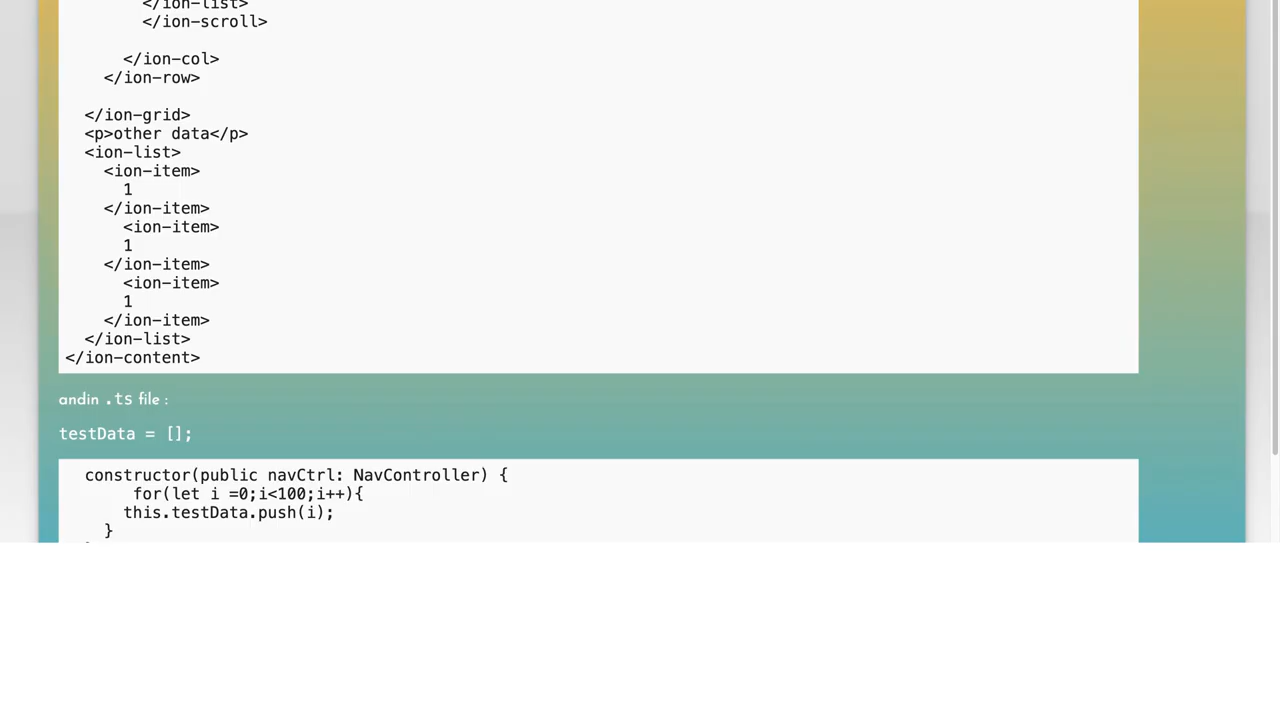 </ion-list>
</ion-scroll>
</ion-col>
</ion-row>
</ion-grid>
<p>other data</p>
<ion-list>
<ion-item>
1
</ion-item>
<ion-item>
1
</ion-item>
<ion-item>
1
</ion-item>
</ion-list>
</ion-content>
andin .ts file :
testData = [];
constructor(public navCtrl: NavController) {
for(let i =0;i<100;i++){
this.testData.push(i);
}